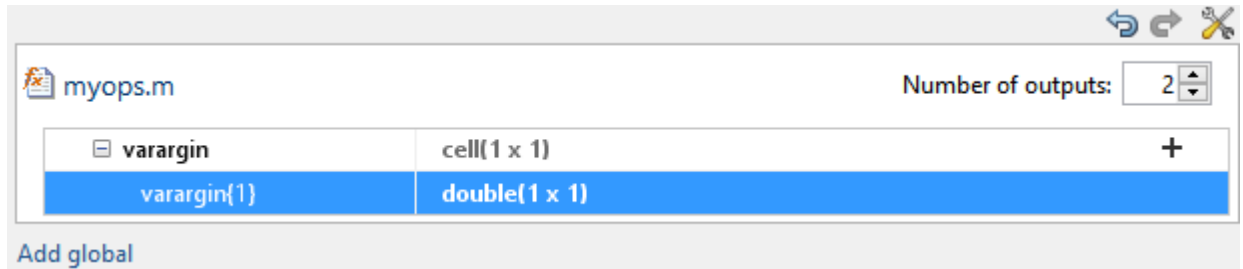 myops.m Number of outputs: 2
varargin cell(1 x 1) +
varargin{1} double(1 x 1)
Add global